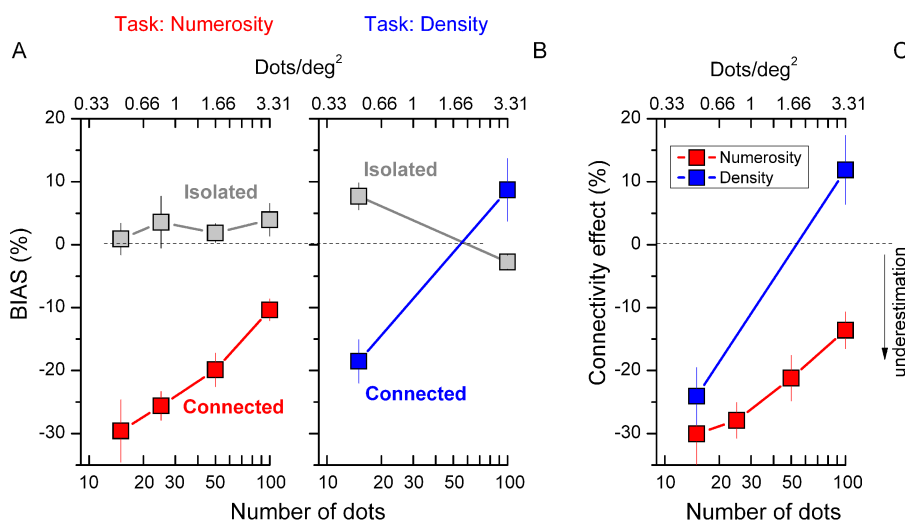 Task: Numerosity
Task: Density
A
B
C
Dots/deg2
Dots/deg2
0.33 0.66 1 1.66 3.31
0.33 0.66 1 1.66 3.31
0.33 0.66 1 1.66 3.31
BIAS (%)
20
10
0
-10
-20
-30
Isolated
Connected
Isolated
Connected
10 20 30 50 100
10 20 30 50 100
Number of dots
Connectivity effect (%)
20
10
0
-10
-20
-30
Numerosity
Density
underestimation
10 20 30 50 100
Number of dots